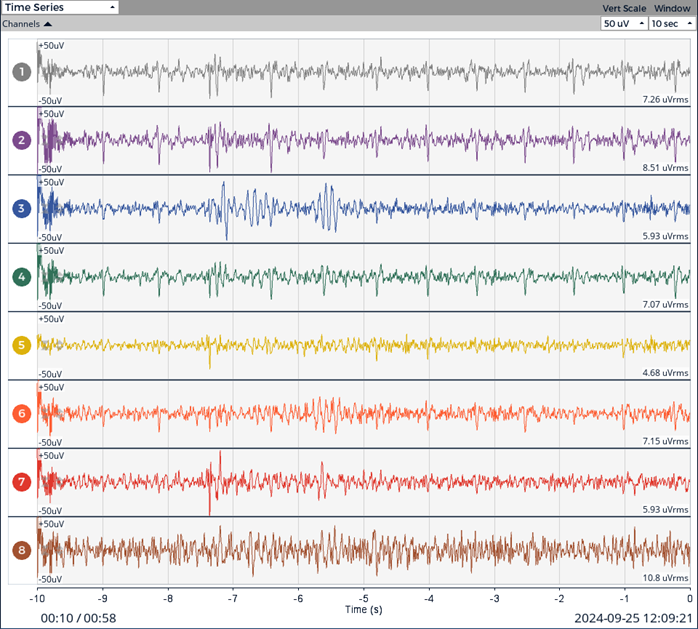 Time Series Vert Scale Window
Channels 50 uV 10 sec
+50uV
1
-50uV 7.26 uVrms
+50uV
2
-50uV 8.51 uVrms
+50uV
3
-50uV 5.93 uVrms
+50uV
4
-50uV 7.07 uVrms
+50uV
5
-50uV 4.68 uVrms
+50uV
6
-50uV 7.15 uVrms
+50uV
7
-50uV 5.93 uVrms
+50uV
8
-50uV 10.8 uVrms
-10 -9 -8 -7 -6 -5 -4 -3 -2 -1 0
Time (s)
00:10 / 00:58 2024-09-25 12:09:21